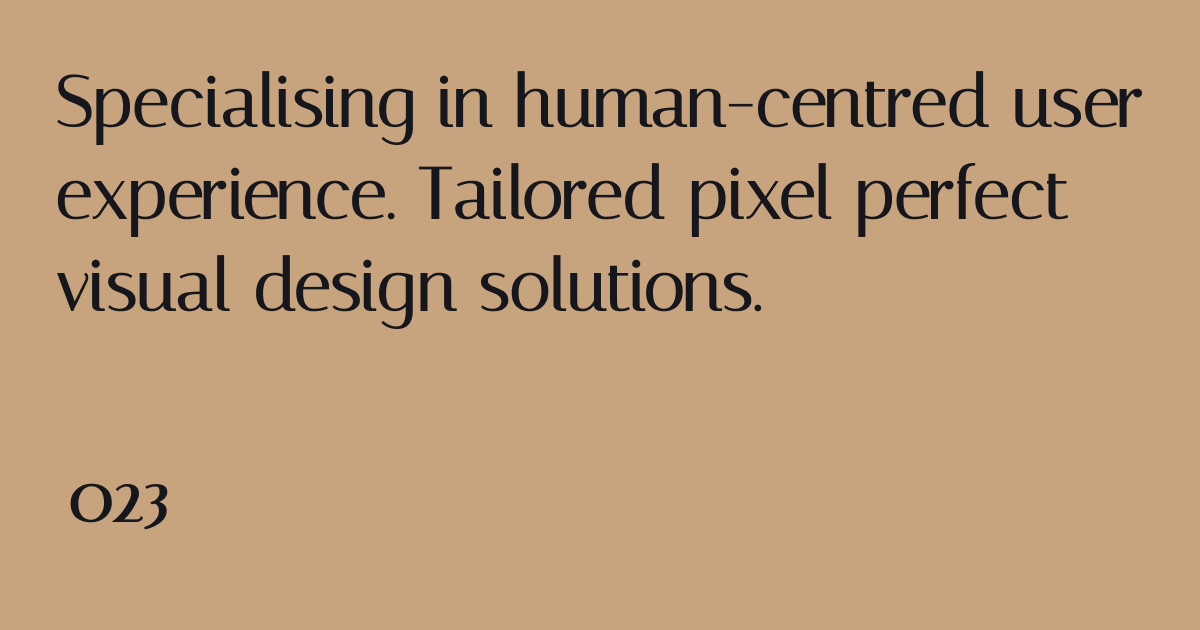 Specialising in human-centred user
experience. Tailored pixel perfect
visual design solutions.
023